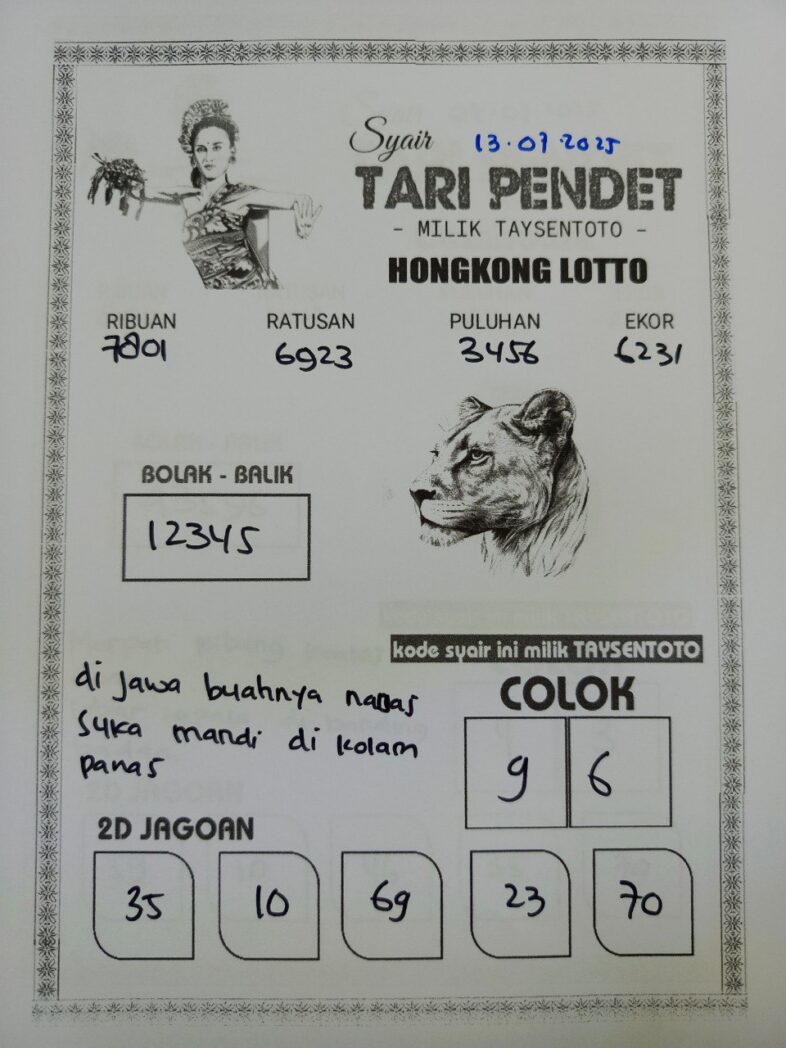 Syair 13.07.2025
TARI PENDET
- MILIK TAYSENTOTO -
HONGKONG LOTTO
RIBUAN RATUSAN PULUHAN EKOR
7801 6923 3456 6231
BOLAK - BALIK
12345
kode syair ini milik TAYSENTOTO
di Jawa buahnya nanas
suka mandi di kolam
panas
COLOK
9 6
2D JAGOAN
35 10 69 23 70